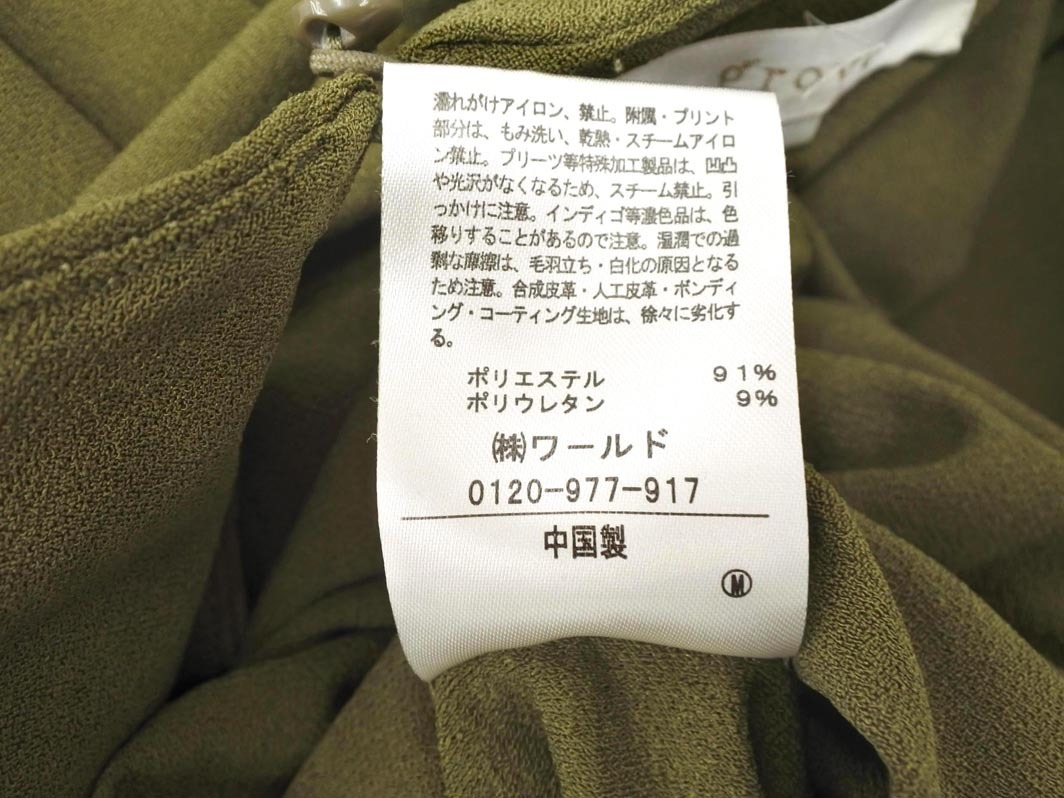 grove
濡れがけアイロン、禁止。附属・プリント
部分は、もみ洗い、乾熱・スチームアイロ
ン禁止。プリーツ等特殊加工製品は、凹凸
や光沢がなくなるため、スチーム禁止。引
っかけに注意。インディゴ等濃色品は、色
移りすることがあるので注意。湿潤での過
剰な摩擦は、毛羽立ち・白化の原因となる
ため注意。合成皮革・人工皮革・ボンディ
ング・コーティング生地は、徐々に劣化す
る。
ポリエステル 91%
ポリウレタン 9%
㈱ワールド
0120-977-917
中国製
Ⓜ